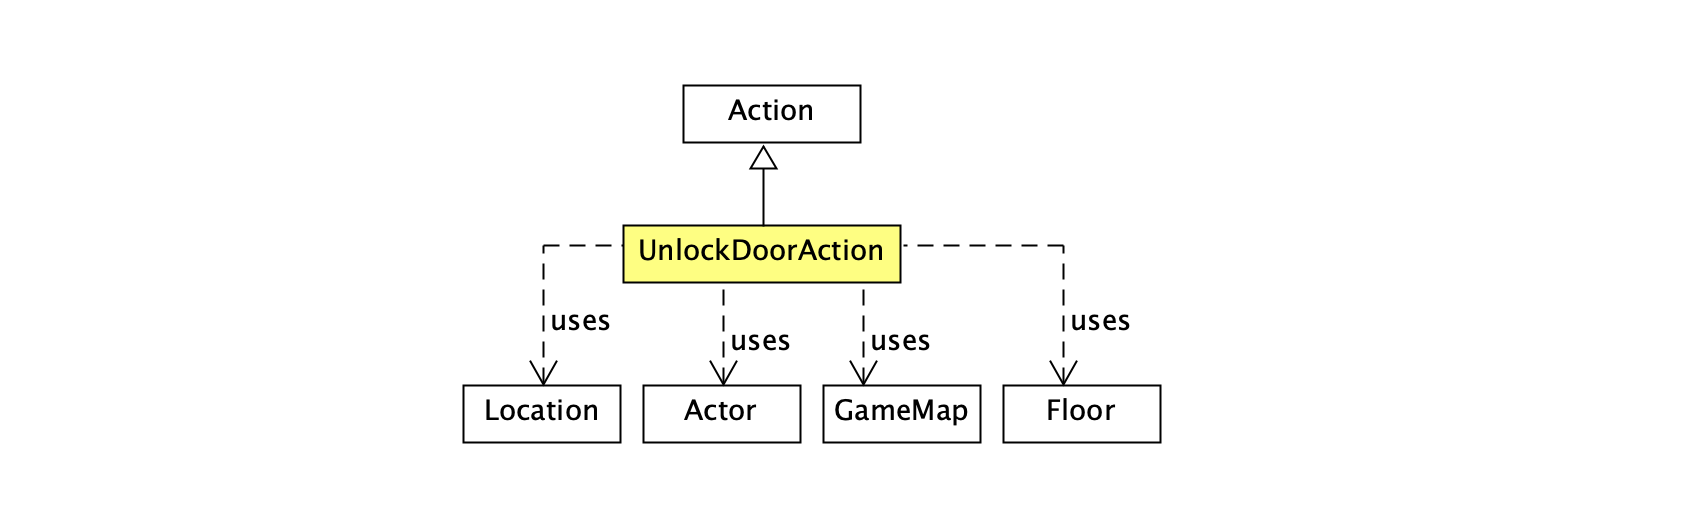 Action
UnlockDoorAction
uses
uses
uses
uses
Location
Actor
GameMap
Floor